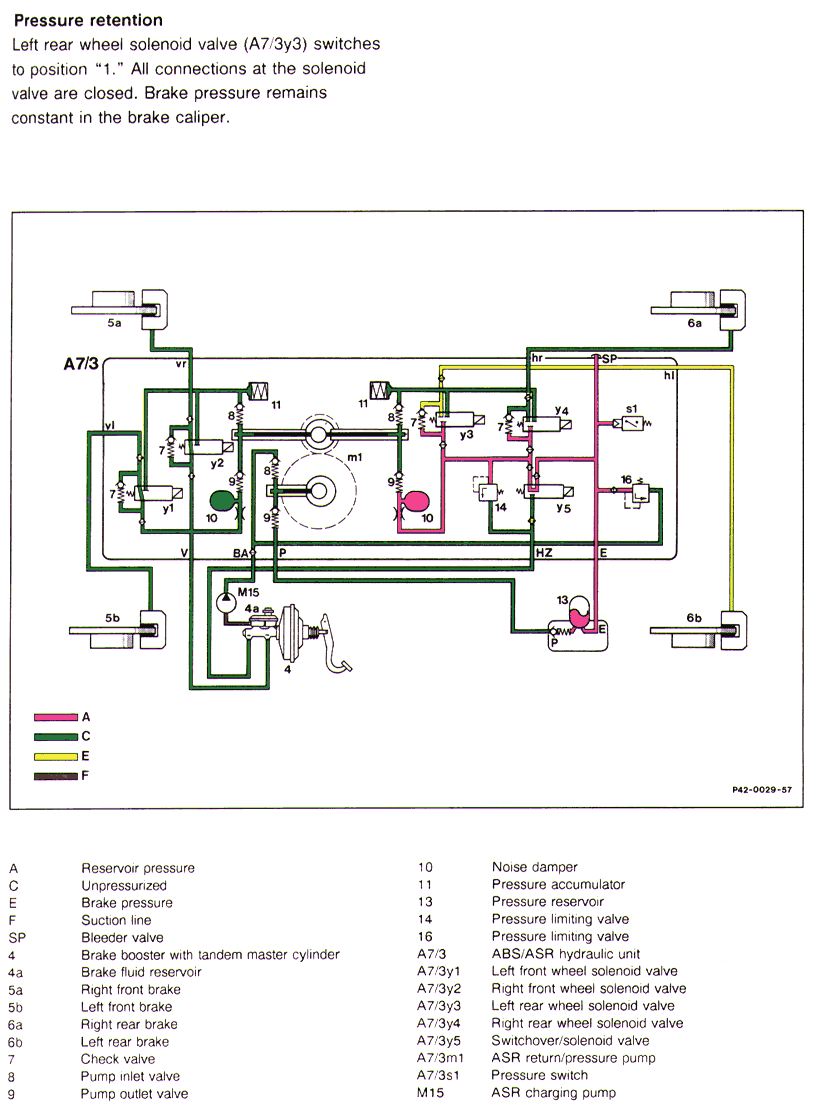 Pressure retention
Left rear wheel solenoid valve (A7/3y3) switches
to position "1." All connections at the solenoid
valve are closed. Brake pressure remains
constant in the brake caliper.
5a
6a
A7/3
vr
hr
SP
hl
vl
11
11
8
8
7
y3
7
y4
s1
7
y2
m1
8
9
9
16
7
y1
10
9
10
14
y5
V
BA
P
HZ
E
M15
4a
13
5b
E
P
6b
4
A
C
E
F
P42-0029-57
A Reservoir pressure
C Unpressurized
E Brake pressure
F Suction line
SP Bleeder valve
4 Brake booster with tandem master cylinder
4a Brake fluid reservoir
5a Right front brake
5b Left front brake
6a Right rear brake
6b Left rear brake
7 Check valve
8 Pump inlet valve
9 Pump outlet valve
10 Noise damper
11 Pressure accumulator
13 Pressure reservoir
14 Pressure limiting valve
16 Pressure limiting valve
A7/3 ABS/ASR hydraulic unit
A7/3y1 Left front wheel solenoid valve
A7/3y2 Right front wheel solenoid valve
A7/3y3 Left rear wheel solenoid valve
A7/3y4 Right rear wheel solenoid valve
A7/3y5 Switchover/solenoid valve
A7/3m1 ASR return/pressure pump
A7/3s1 Pressure switch
M15 ASR charging pump